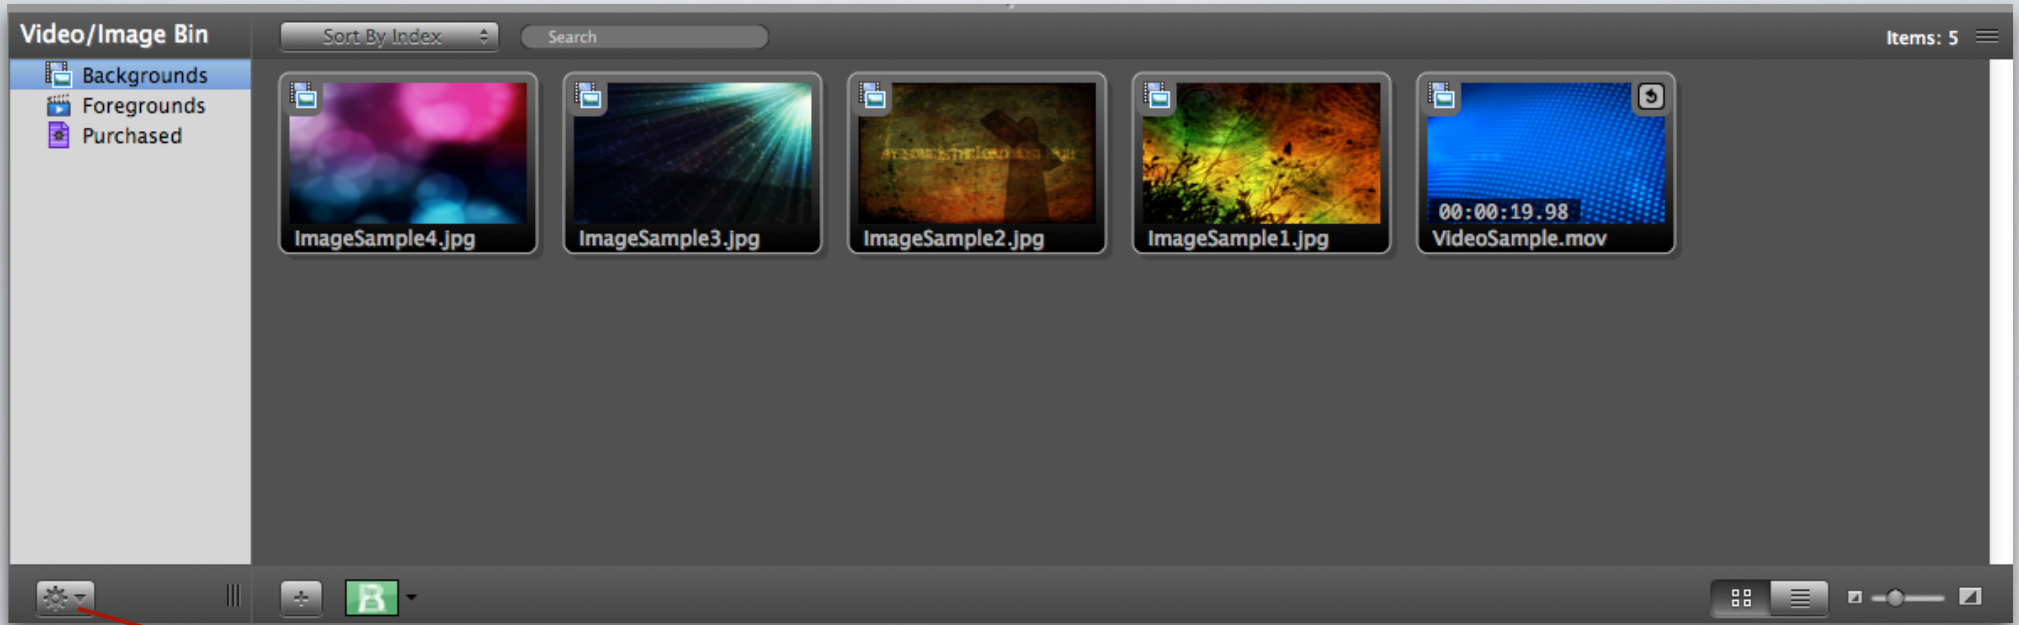 Video/Image Bin
Sort By Index
Search
Items: 5
Backgrounds
Foregrounds
Purchased
00:00:19.98
ImageSample4.jpg
ImageSample3.jpg
ImageSample2.jpg
ImageSample1.jpg
VideoSample.mov
B